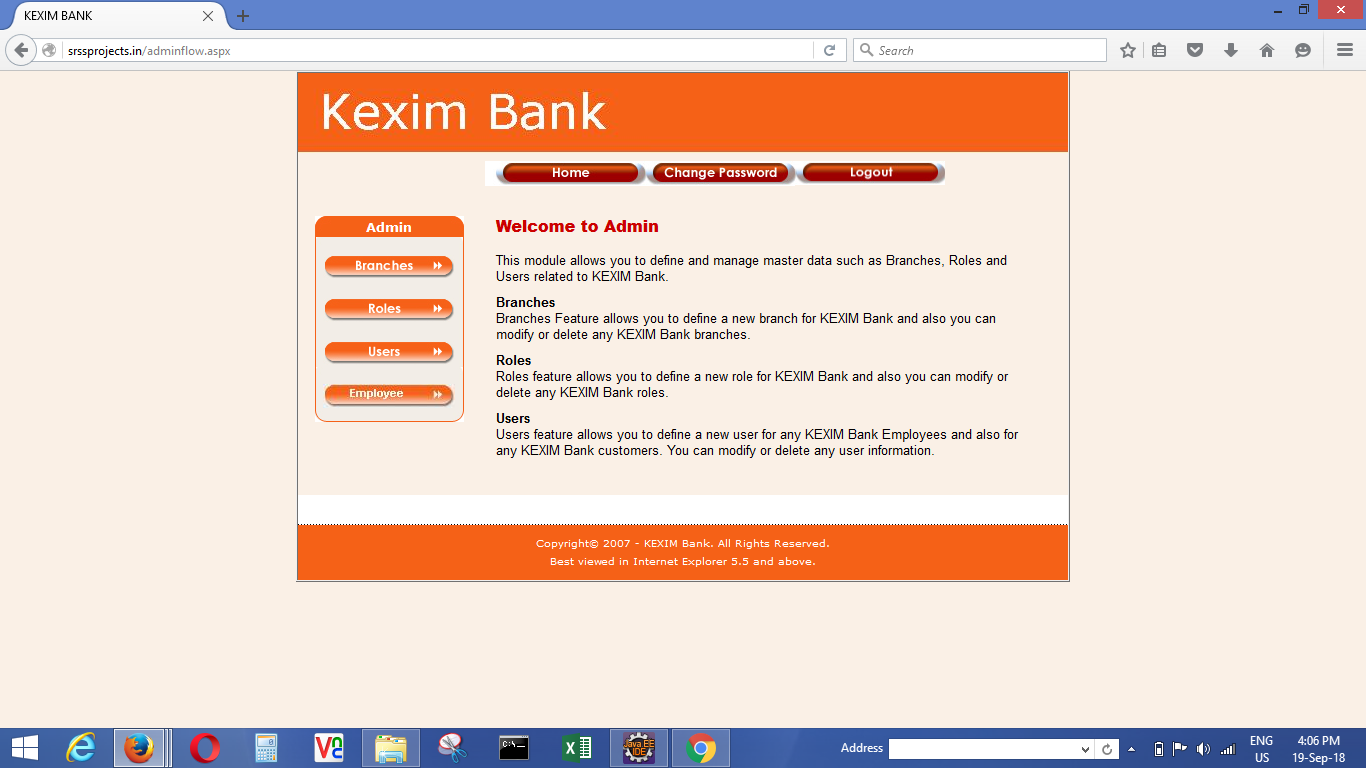 KEXIM BANK
srssprojects.in/adminflow.aspx
Search
Kexim Bank
Home
Change Password
Logout
Admin
Branches
Roles
Users
Employee
Welcome to Admin
This module allows you to define and manage master data such as Branches, Roles and
Users related to KEXIM Bank.
Branches
Branches Feature allows you to define a new branch for KEXIM Bank and also you can
modify or delete any KEXIM Bank branches.
Roles
Roles feature allows you to define a new role for KEXIM Bank and also you can modify or
delete any KEXIM Bank roles.
Users
Users feature allows you to define a new user for any KEXIM Bank Employees and also for
any KEXIM Bank customers. You can modify or delete any user information.
Copyright© 2007 - KEXIM Bank. All Rights Reserved.
Best viewed in Internet Explorer 5.5 and above.
C:\_
Java EE
IDE
Address
ENG
US
4:06 PM
19-Sep-18